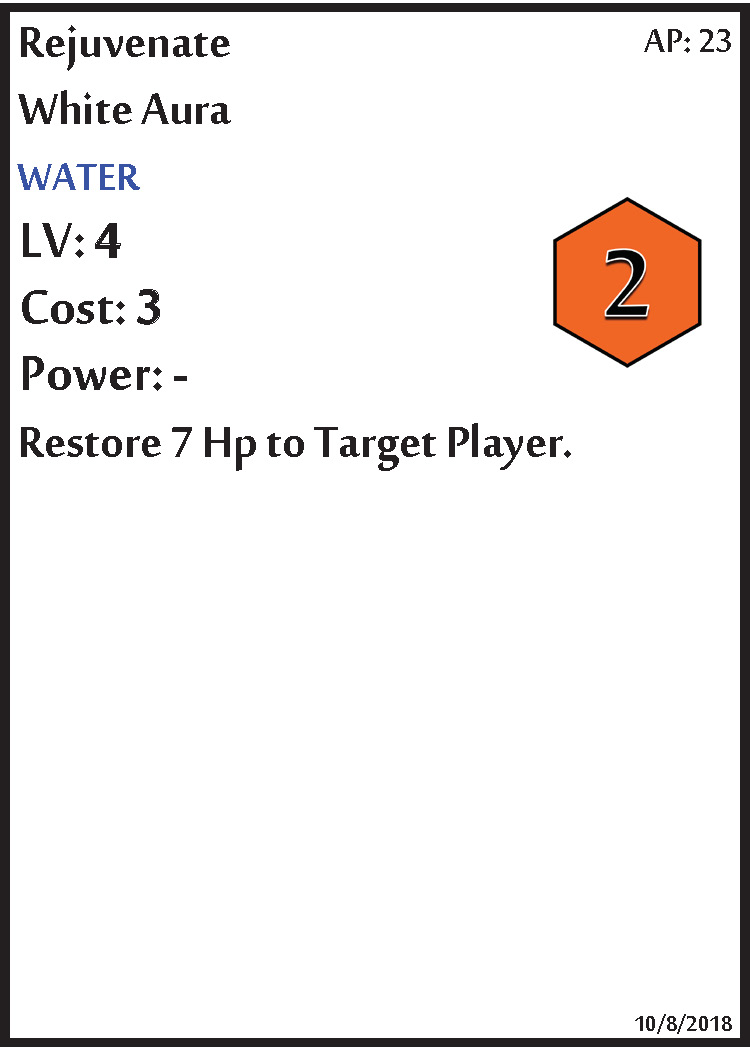 Rejuvenate
AP: 23
White Aura
WATER
LV: 4
Cost: 3
2
Power: -
Restore 7 Hp to Target Player.
10/8/2018